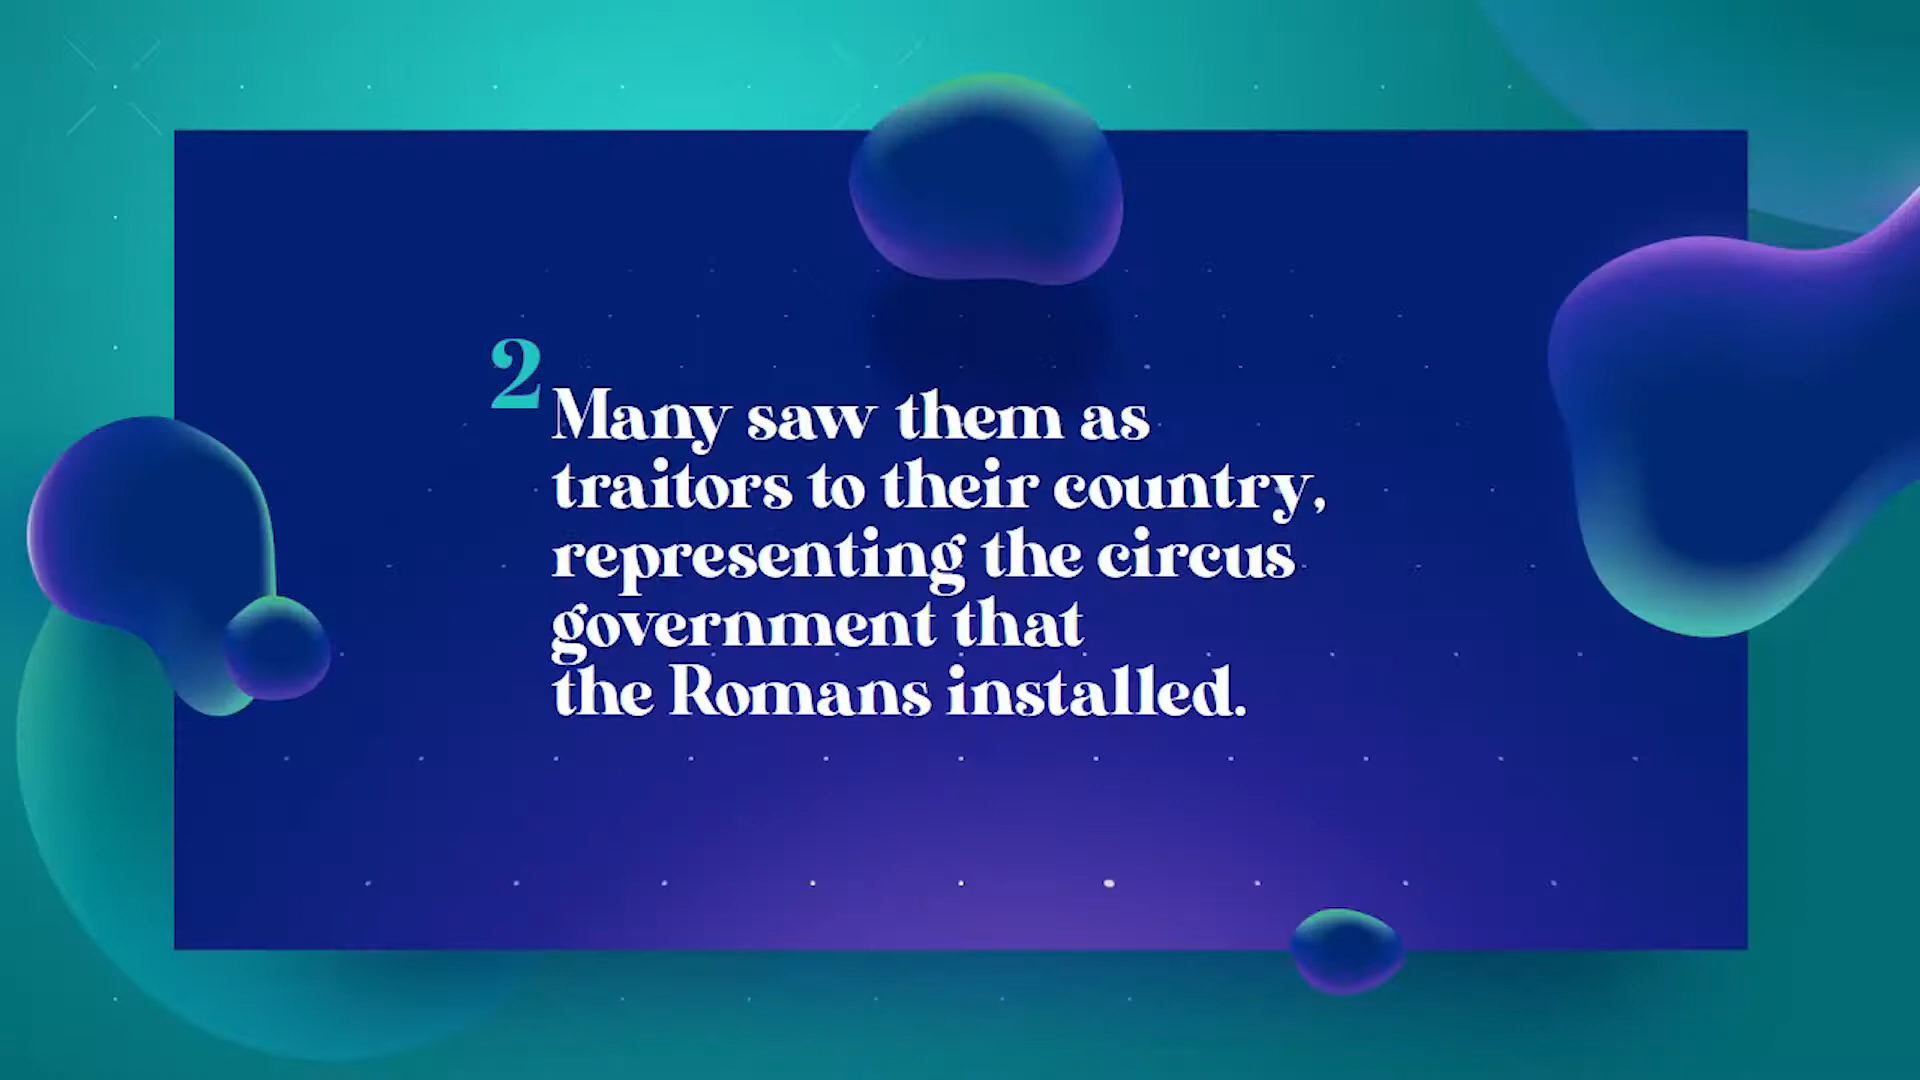 2
Many saw them as
traitors to their country,
representing the circus
government that
the Romans installed.